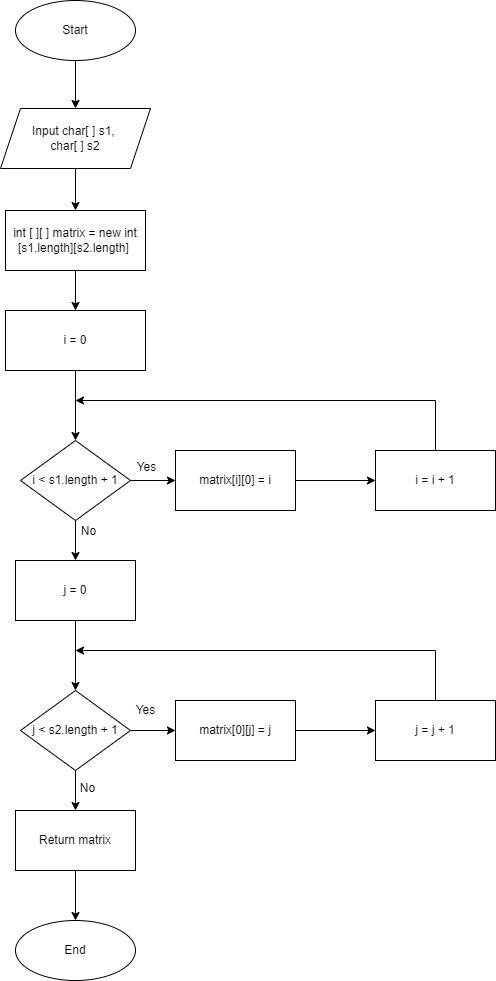 Start
Input char[ ] s1,
char[ ] s2
int [ ][ ] matrix = new int
[s1.length][s2.length]
i = 0
i < s1.length + 1
Yes
matrix[i][0] = i
i = i + 1
No
j = 0
j < s2.length + 1
Yes
matrix[0][j] = j
j = j + 1
No
Return matrix
End